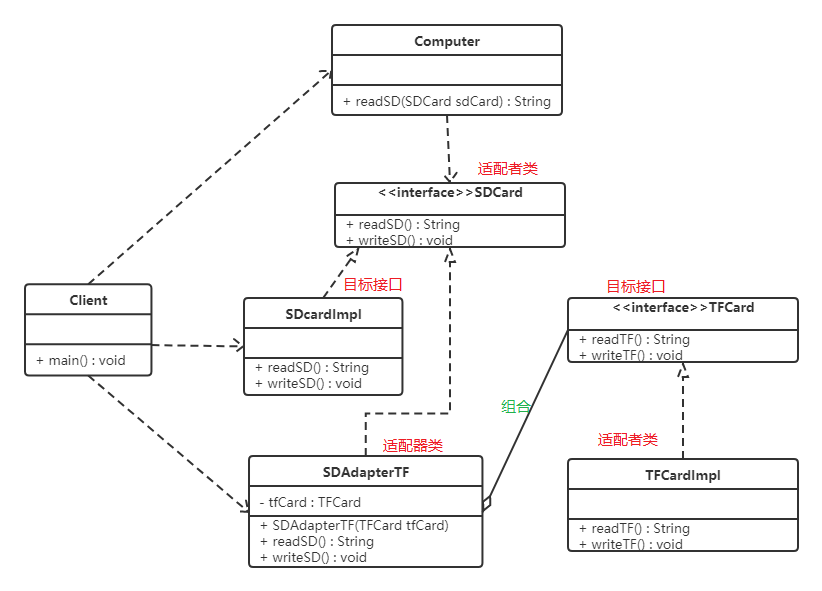 Computer
+ readSD(SDCard sdCard) : String
适配者类
<<interface>>SDCard
+ readSD() : String
+ writeSD() : void
目标接口
目标接口
Client
+ main() : void
SDcardImpl
+ readSD() : String
+ writeSD() : void
<<interface>>TFCard
+ readTF() : String
+ writeTF() : void
组合
适配器类
适配者类
SDAdapterTF
- tfCard : TFCard
+ SDAdapterTF(TFCard tfCard)
+ readSD() : String
+ writeSD() : void
TFCardImpl
+ readTF() : String
+ writeTF() : void